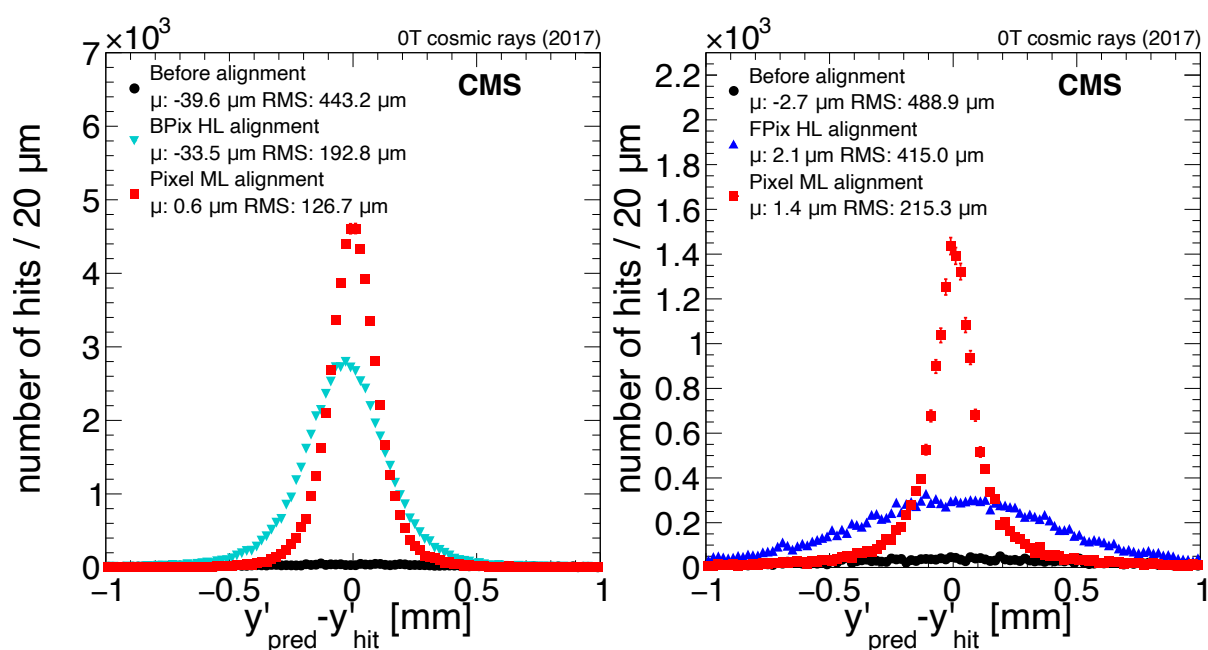 ×10³
0T cosmic rays (2017)
CMS
Before alignment
μ: -39.6 μm RMS: 443.2 μm
BPix HL alignment
μ: -33.5 μm RMS: 192.8 μm
Pixel ML alignment
μ: 0.6 μm RMS: 126.7 μm
number of hits / 20 μm
7
6
5
4
3
2
1
0
−1 −0.5 0 0.5 1
y'pred-y'hit [mm]
×10³
0T cosmic rays (2017)
CMS
Before alignment
μ: -2.7 μm RMS: 488.9 μm
FPix HL alignment
μ: 2.1 μm RMS: 415.0 μm
Pixel ML alignment
μ: 1.4 μm RMS: 215.3 μm
number of hits / 20 μm
2.2
2
1.8
1.6
1.4
1.2
1
0.8
0.6
0.4
0.2
0
−1 −0.5 0 0.5 1
y'pred-y'hit [mm]